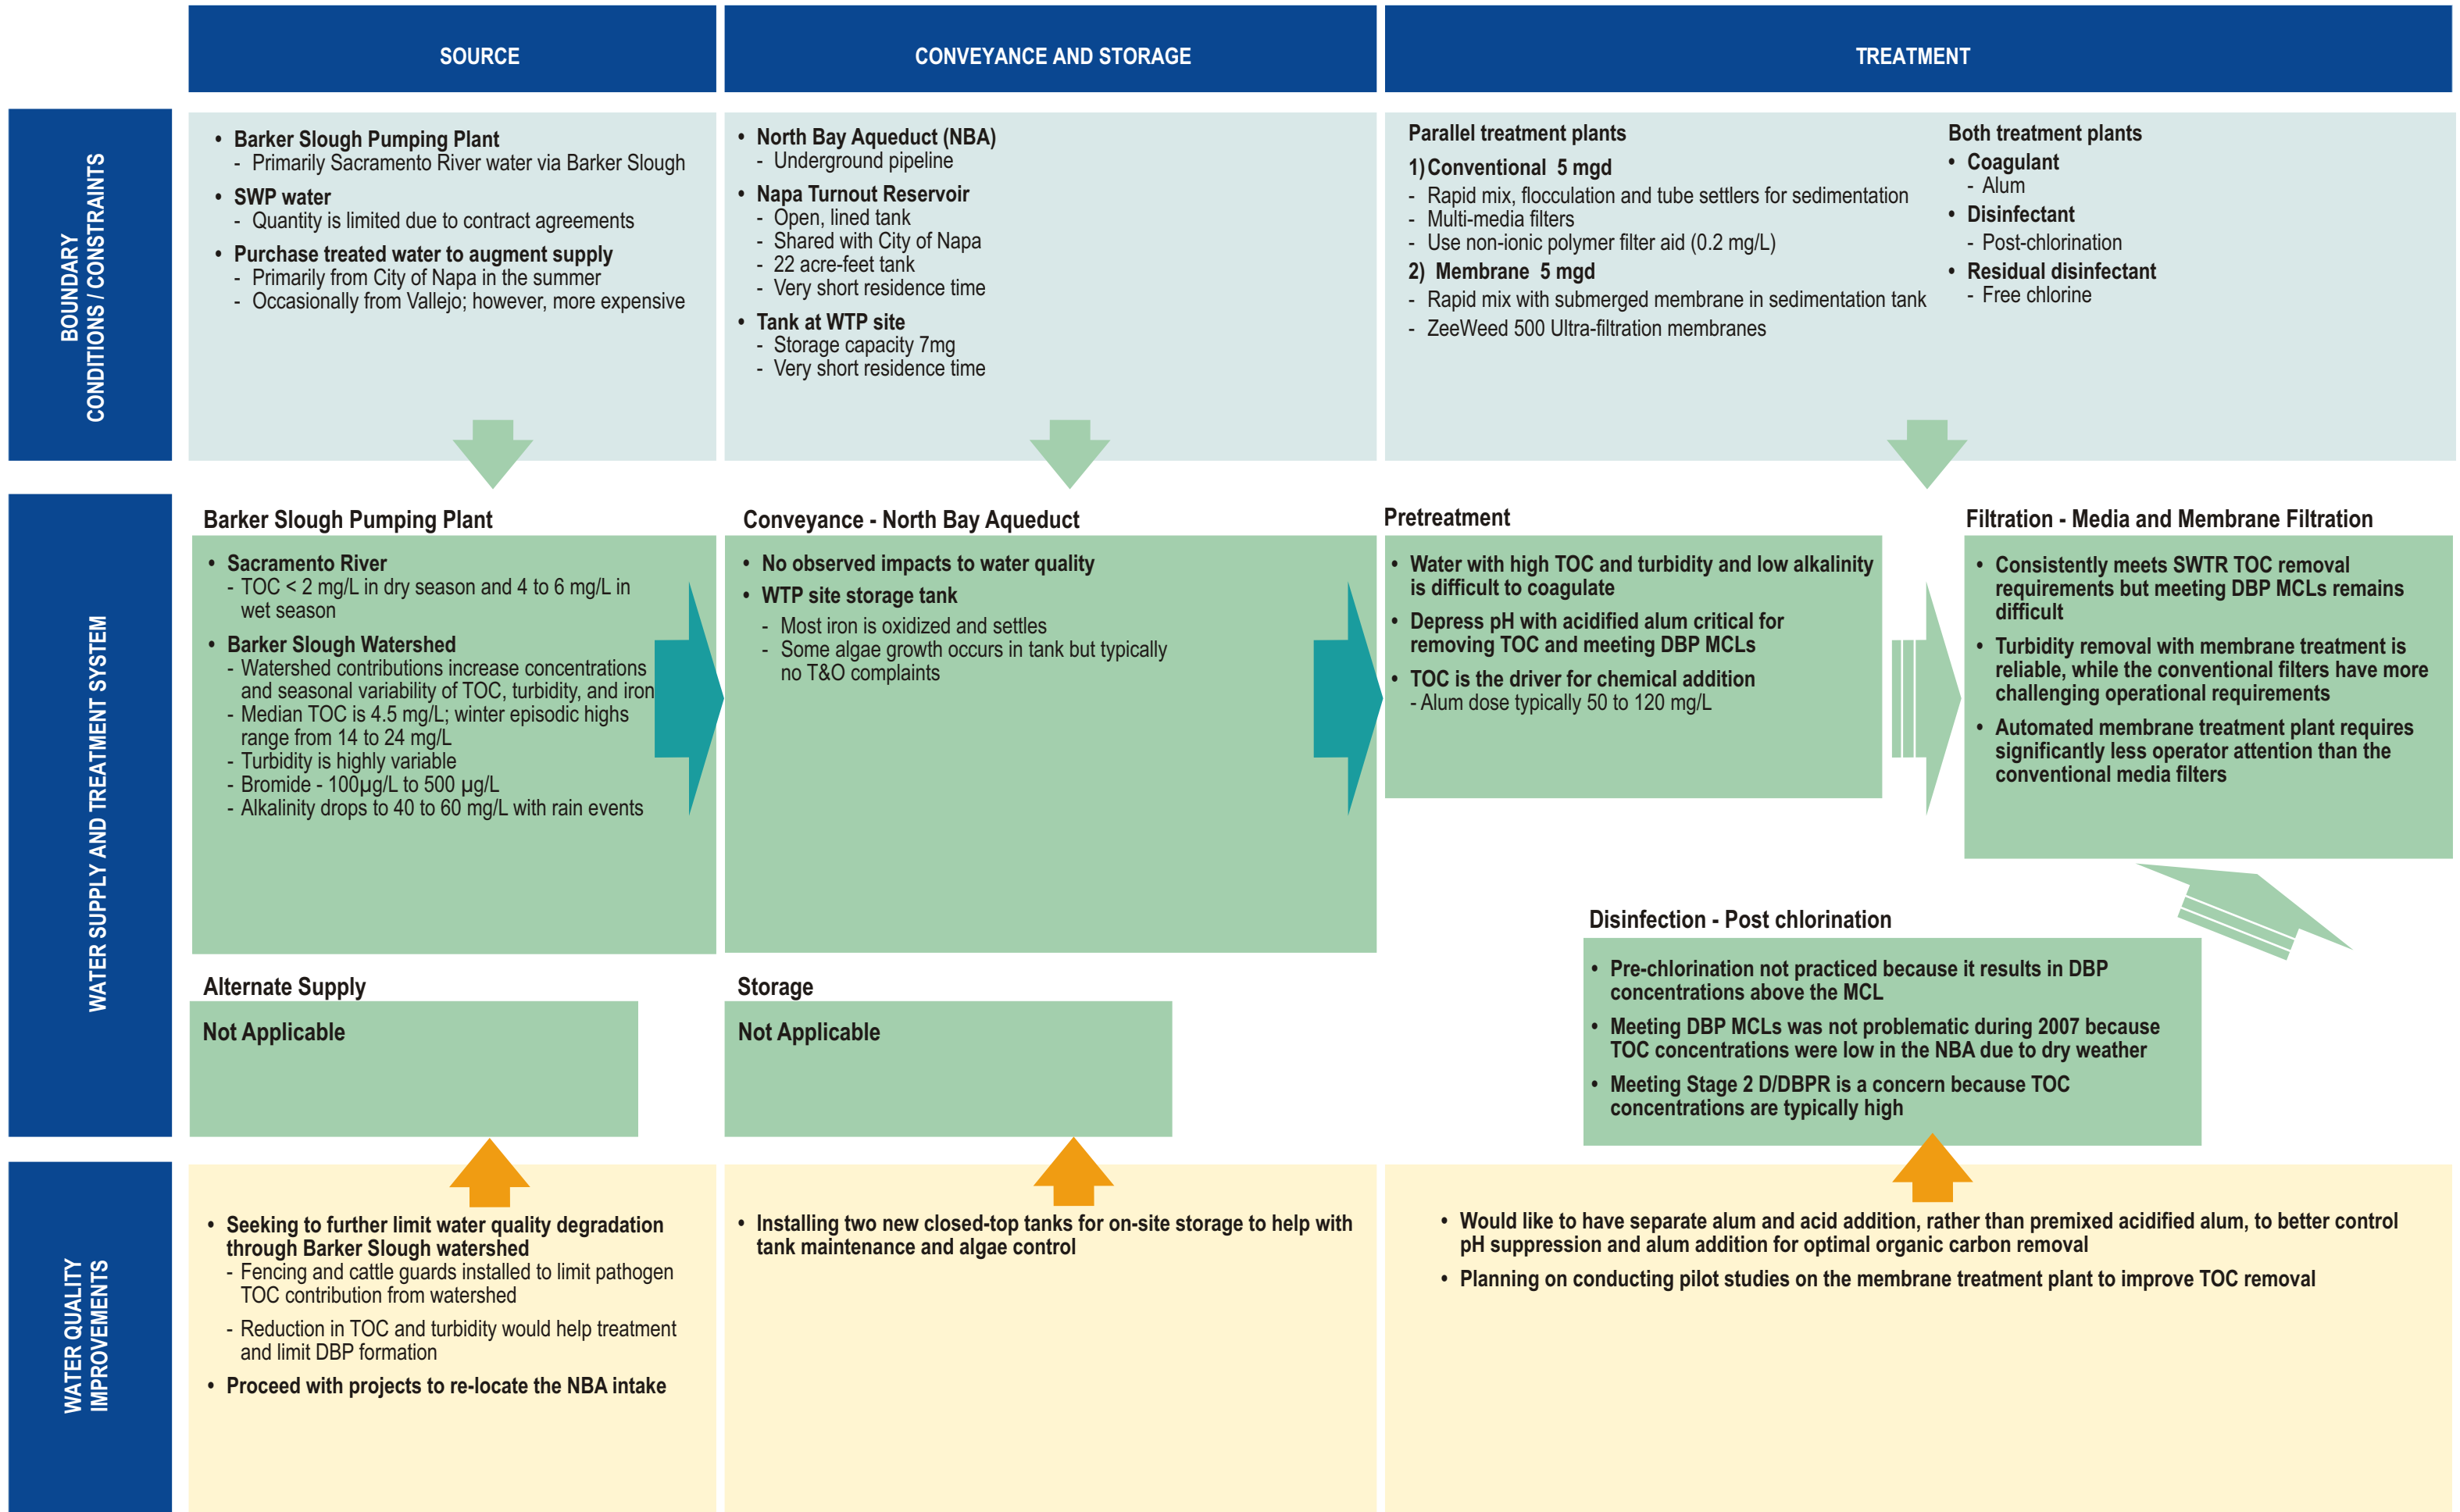 SOURCE
CONVEYANCE AND STORAGE
TREATMENT
BOUNDARY
CONDITIONS / CONSTRAINTS
• Barker Slough Pumping Plant
- Primarily Sacramento River water via Barker Slough
• SWP water
- Quantity is limited due to contract agreements
• Purchase treated water to augment supply
- Primarily from City of Napa in the summer
- Occasionally from Vallejo; however, more expensive
• North Bay Aqueduct (NBA)
- Underground pipeline
• Napa Turnout Reservoir
- Open, lined tank
- Shared with City of Napa
- 22 acre-feet tank
- Very short residence time
• Tank at WTP site
- Storage capacity 7mg
- Very short residence time
Parallel treatment plants
1) Conventional 5 mgd
- Rapid mix, flocculation and tube settlers for sedimentation
- Multi-media filters
- Use non-ionic polymer filter aid (0.2 mg/L)
2) Membrane 5 mgd
- Rapid mix with submerged membrane in sedimentation tank
- ZeeWeed 500 Ultra-filtration membranes
Both treatment plants
• Coagulant
- Alum
• Disinfectant
- Post-chlorination
• Residual disinfectant
- Free chlorine
WATER SUPPLY AND TREATMENT SYSTEM
Barker Slough Pumping Plant
• Sacramento River
- TOC < 2 mg/L in dry season and 4 to 6 mg/L in
wet season
• Barker Slough Watershed
- Watershed contributions increase concentrations
and seasonal variability of TOC, turbidity, and iron
- Median TOC is 4.5 mg/L; winter episodic highs
range from 14 to 24 mg/L
- Turbidity is highly variable
- Bromide - 100µg/L to 500 µg/L
- Alkalinity drops to 40 to 60 mg/L with rain events
Conveyance - North Bay Aqueduct
• No observed impacts to water quality
• WTP site storage tank
- Most iron is oxidized and settles
- Some algae growth occurs in tank but typically
no T&O complaints
Pretreatment
• Water with high TOC and turbidity and low alkalinity
is difficult to coagulate
• Depress pH with acidified alum critical for
removing TOC and meeting DBP MCLs
• TOC is the driver for chemical addition
- Alum dose typically 50 to 120 mg/L
Filtration - Media and Membrane Filtration
• Consistently meets SWTR TOC removal
requirements but meeting DBP MCLs remains
difficult
• Turbidity removal with membrane treatment is
reliable, while the conventional filters have more
challenging operational requirements
• Automated membrane treatment plant requires
significantly less operator attention than the
conventional media filters
Disinfection - Post chlorination
• Pre-chlorination not practiced because it results in DBP
concentrations above the MCL
• Meeting DBP MCLs was not problematic during 2007 because
TOC concentrations were low in the NBA due to dry weather
• Meeting Stage 2 D/DBPR is a concern because TOC
concentrations are typically high
Alternate Supply
Not Applicable
Storage
Not Applicable
WATER QUALITY
IMPROVEMENTS
• Seeking to further limit water quality degradation
through Barker Slough watershed
- Fencing and cattle guards installed to limit pathogen
TOC contribution from watershed
- Reduction in TOC and turbidity would help treatment
and limit DBP formation
• Proceed with projects to re-locate the NBA intake
• Installing two new closed-top tanks for on-site storage to help with
tank maintenance and algae control
• Would like to have separate alum and acid addition, rather than premixed acidified alum, to better control
pH suppression and alum addition for optimal organic carbon removal
• Planning on conducting pilot studies on the membrane treatment plant to improve TOC removal